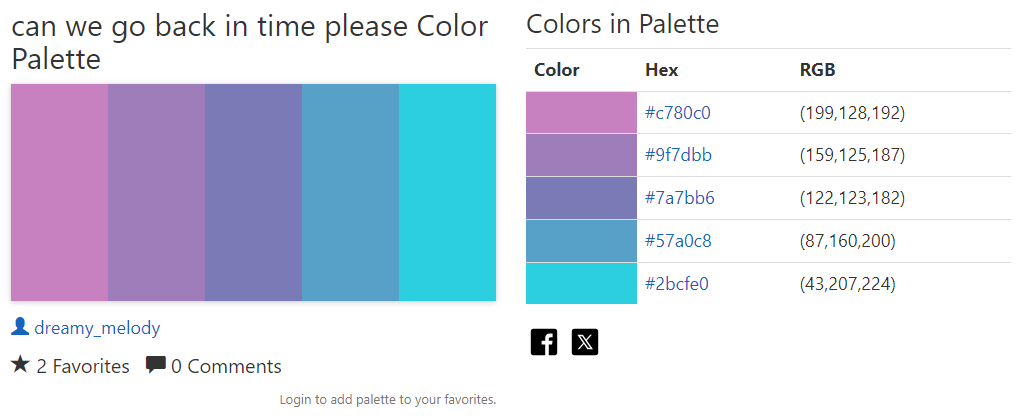 can we go back in time please Color
Palette
dreamy_melody
2 Favorites 0 Comments
Login to add palette to your favorites.
Colors in Palette
Color Hex RGB
#c780c0 (199,128,192)
#9f7dbb (159,125,187)
#7a7bb6 (122,123,182)
#57a0c8 (87,160,200)
#2bcfe0 (43,207,224)